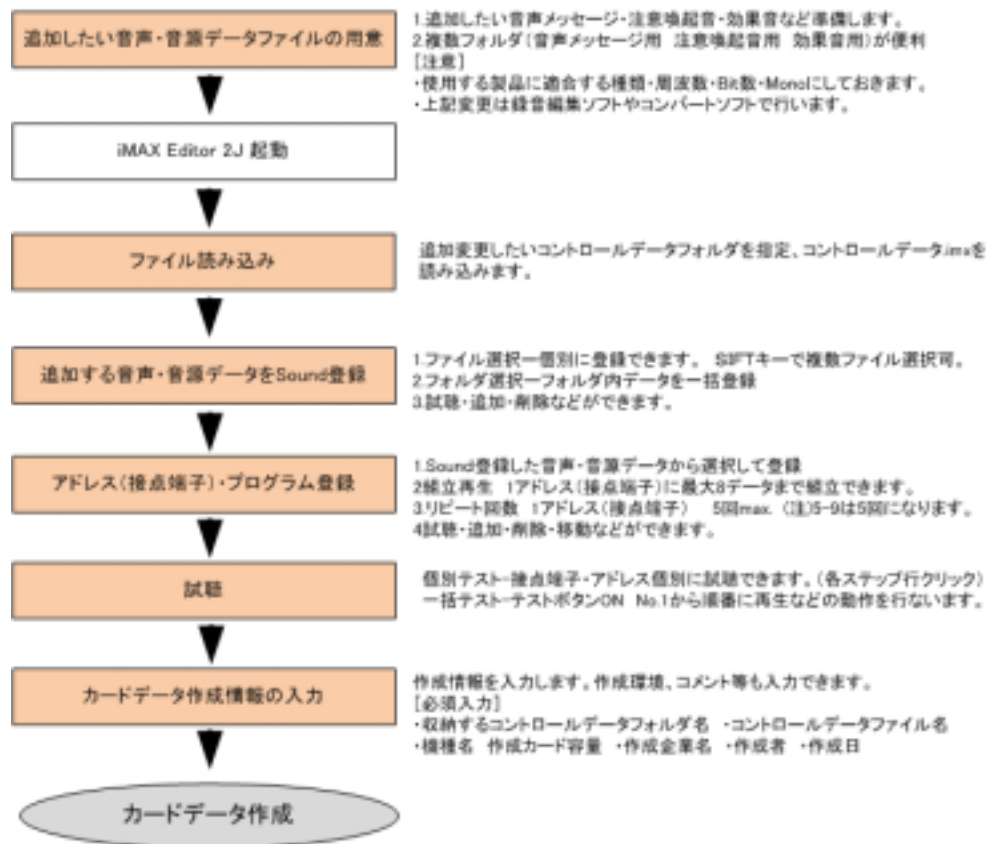 追加したい音声・音源データファイルの用意
1.追加したい音声メッセージ・注意喚起音・効果音など準備します。
2.複数フォルダ(音声メッセージ用 注意喚起音用 効果音用)が便利
[注意]
・使用する製品に適合する種類・周波数・Bit数・Monoにしておきます。
・上記変更は録音編集ソフトやコンバートソフトで行います。
iMAX Editor 2J 起動
ファイル読み込み
追加変更したいコントロールデータフォルダを指定、コントロールデータ.imxを
読み込みます。
追加する音声・音源データをSound登録
1.ファイル選択ー個別に登録できます。 SIFTキーで複数ファイル選択可。
2.フォルダ選択ーフォルダ内データを一括登録
3.試聴・追加・削除などができます。
アドレス(接点端子)・プログラム登録
1.Sound登録した音声・音源データから選択して登録
2組立再生 1アドレス(接点端子)に最大8データまで組立できます。
3.リピート回数 1アドレス(接点端子) 5回max. (注)5-9は5回になります。
4試聴・追加・削除・移動などができます。
試聴
個別テスト-接点端子・アドレス個別に試聴できます。(各ステップ行クリック)
一括テスト-テストボタンON No.1から順番に再生などの動作を行ないます。
カードデータ作成情報の入力
作成情報を入力します。作成環境、コメント等も入力できます。
[必須入力]
・収納するコントロールデータフォルダ名 ・コントロールデータファイル名
・機種名 作成カード容量 ・作成企業名 ・作成者 ・作成日
カードデータ作成